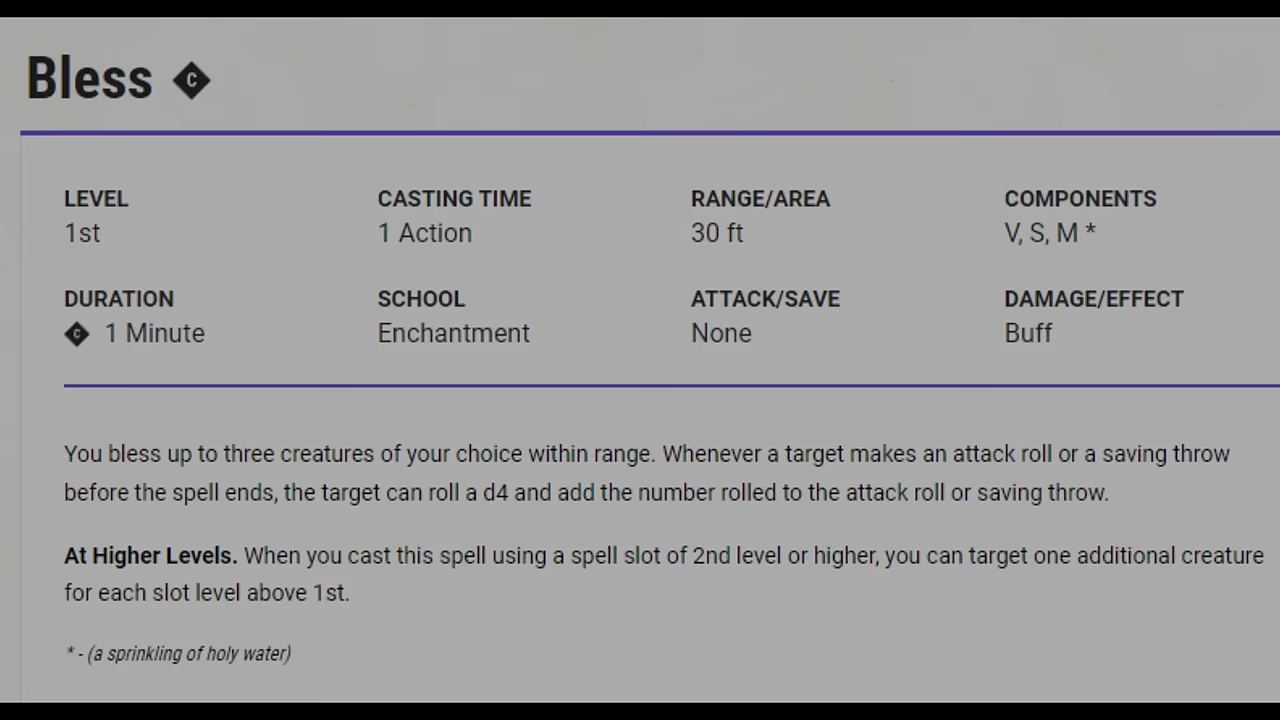 Bless C
LEVEL
1st
CASTING TIME
1 Action
RANGE/AREA
30 ft
COMPONENTS
V, S, M *
DURATION
C 1 Minute
SCHOOL
Enchantment
ATTACK/SAVE
None
DAMAGE/EFFECT
Buff
You bless up to three creatures of your choice within range. Whenever a target makes an attack roll or a saving throw
before the spell ends, the target can roll a d4 and add the number rolled to the attack roll or saving throw.
At Higher Levels. When you cast this spell using a spell slot of 2nd level or higher, you can target one additional creature
for each slot level above 1st.
* - (a sprinkling of holy water)